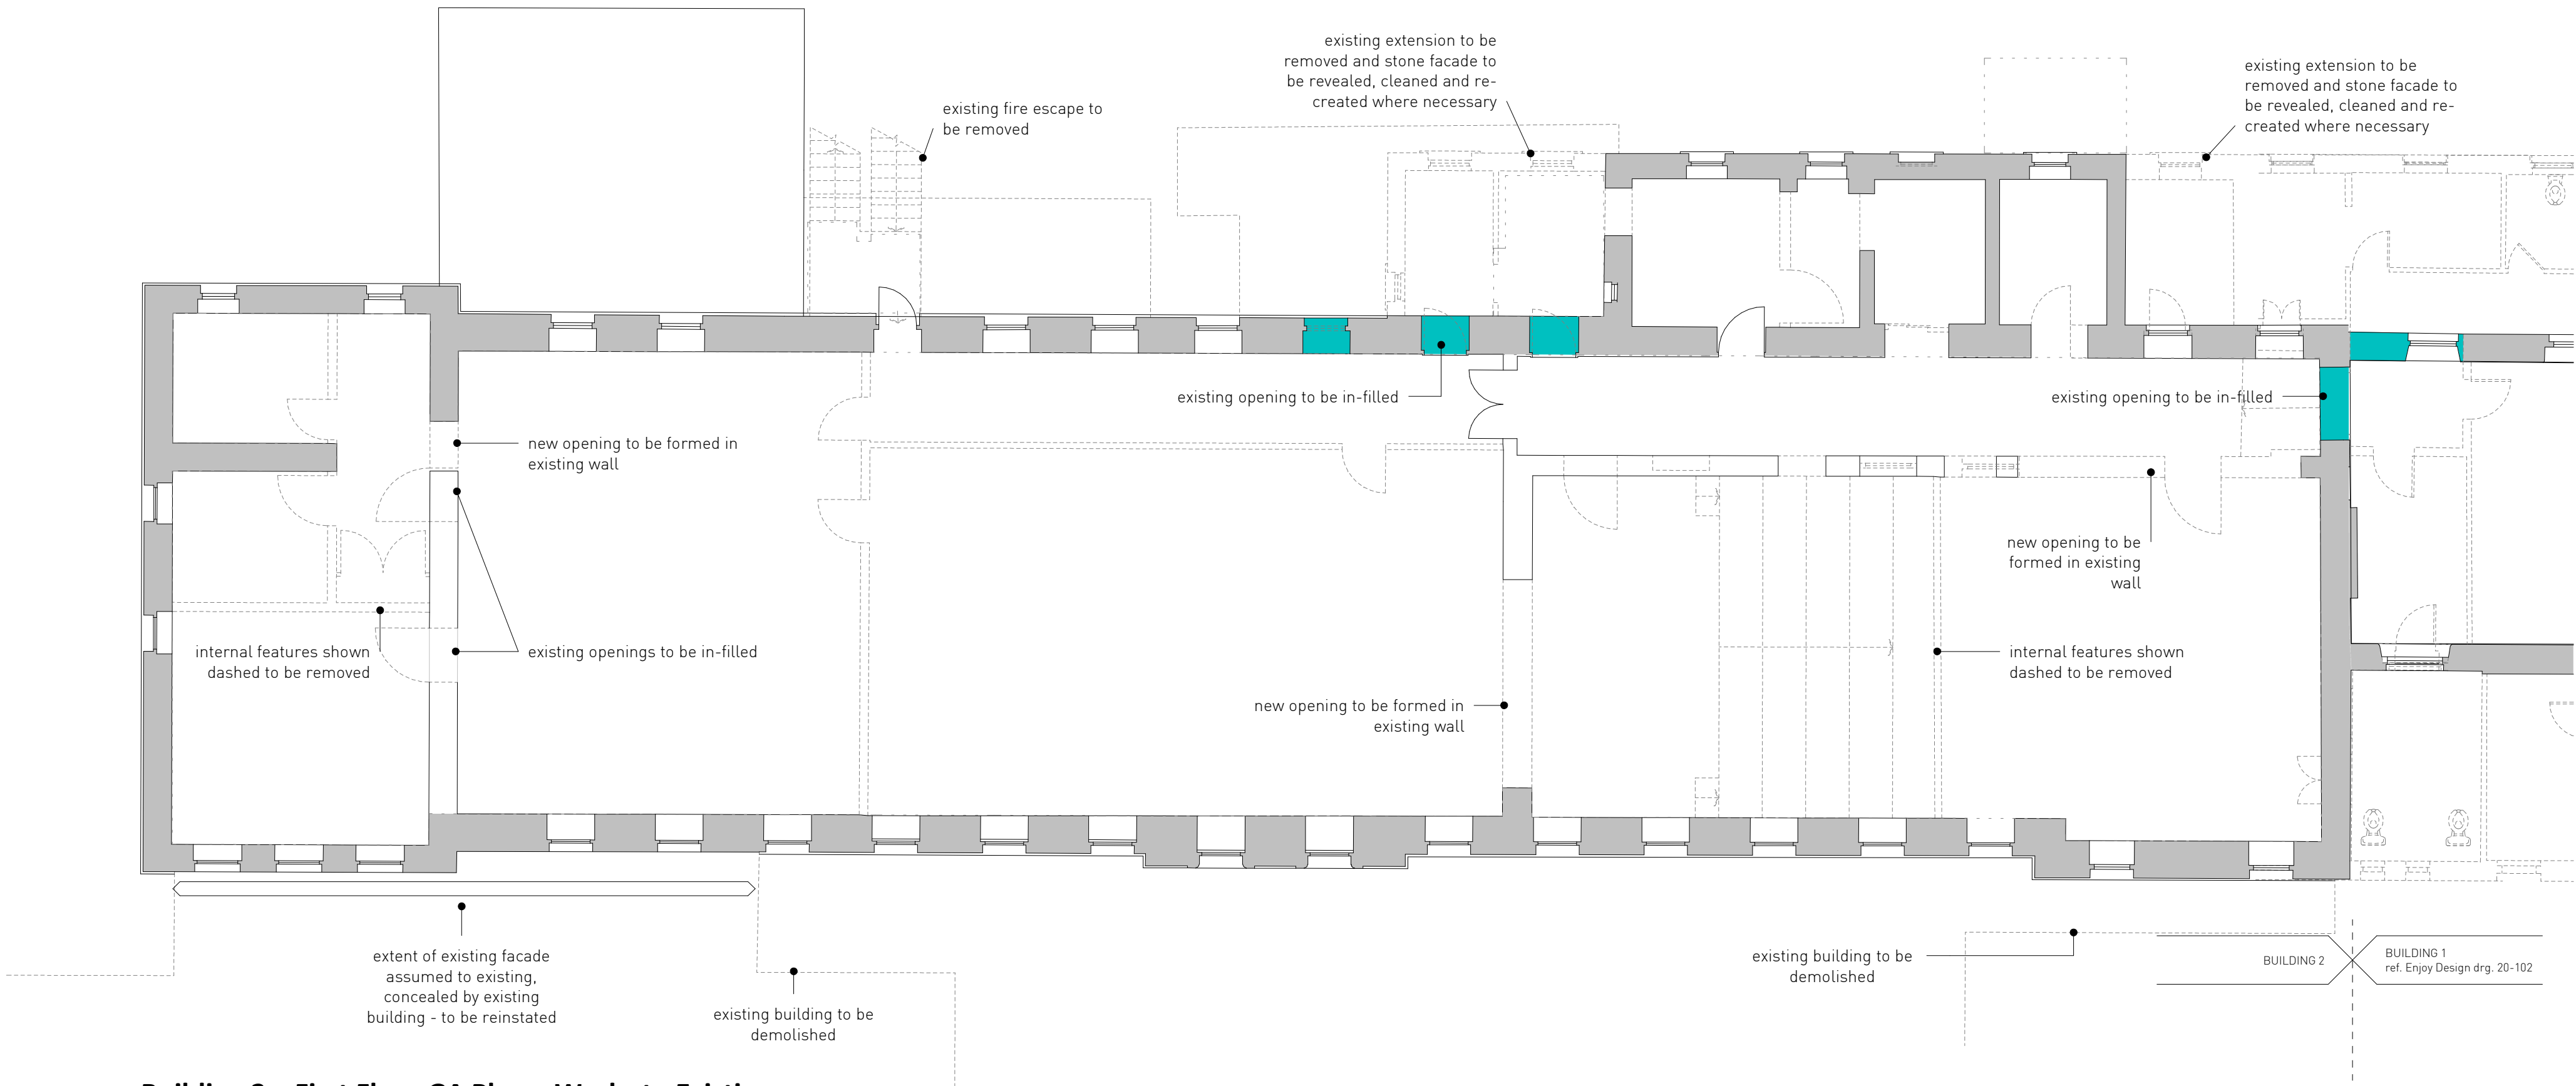 existing extension to be
removed and stone facade to
be revealed, cleaned and re-
created where necessary
existing extension to be
removed and stone facade to
be revealed, cleaned and re-
created where necessary
existing fire escape to
be removed
existing opening to be in-filled
existing opening to be in-filled
new opening to be formed in
existing wall
new opening to be
formed in existing
wall
internal features shown
dashed to be removed
existing openings to be in-filled
internal features shown
dashed to be removed
new opening to be formed in
existing wall
extent of existing facade
assumed to existing,
concealed by existing
building - to be reinstated
existing building to be
demolished
existing building to be
demolished
BUILDING 2
BUILDING 1
ref. Enjoy Design drg. 20-102